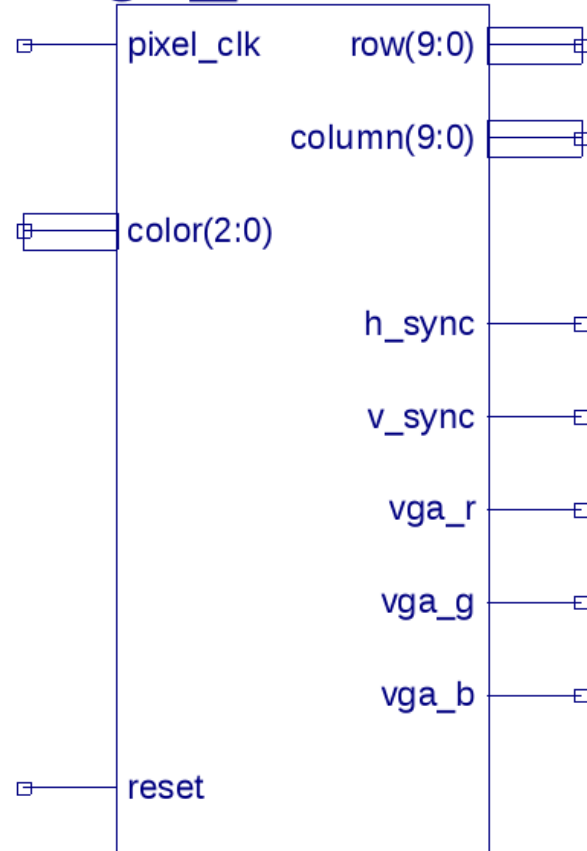 pixel_clk row(9:0)
column(9:0)
color(2:0)
h_sync
v_sync
vga_r
vga_g
vga_b
reset